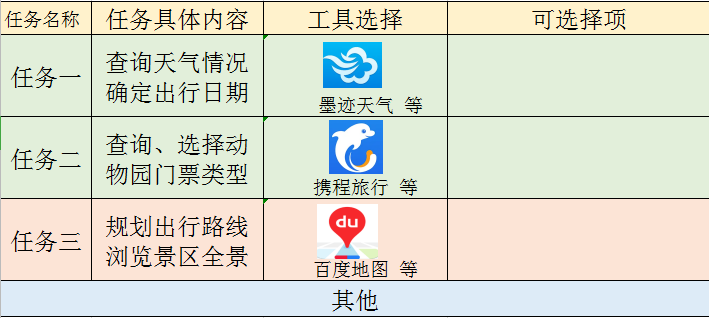 任务名称 任务具体内容 工具选择 可选择项
任务一
查询天气情况
确定出行日期
墨迹天气 等
任务二
查询、选择动
物园门票类型
携程旅行 等
任务三
规划出行路线
浏览景区全景
du
百度地图 等
其他